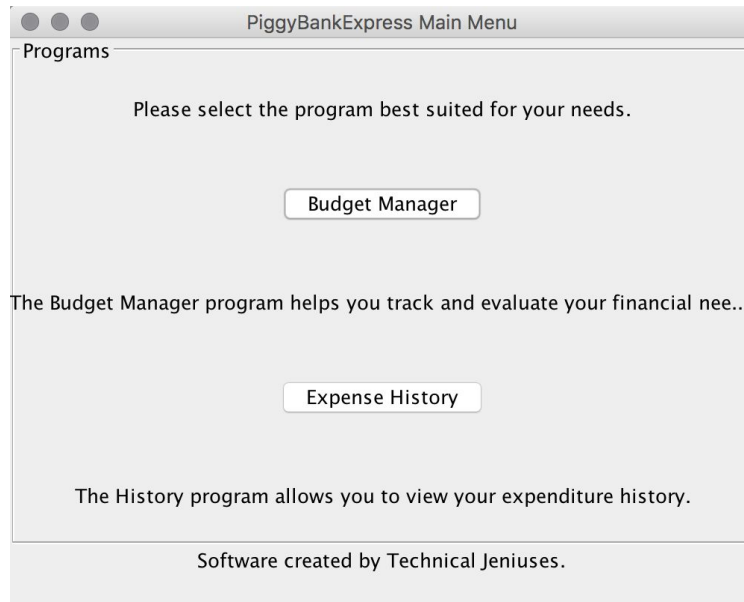 PiggyBankExpress Main Menu
Programs
Please select the program best suited for your needs.
Budget Manager
The Budget Manager program helps you track and evaluate your financial nee..
Expense History
The History program allows you to view your expenditure history.
Software created by Technical Jeniuses.